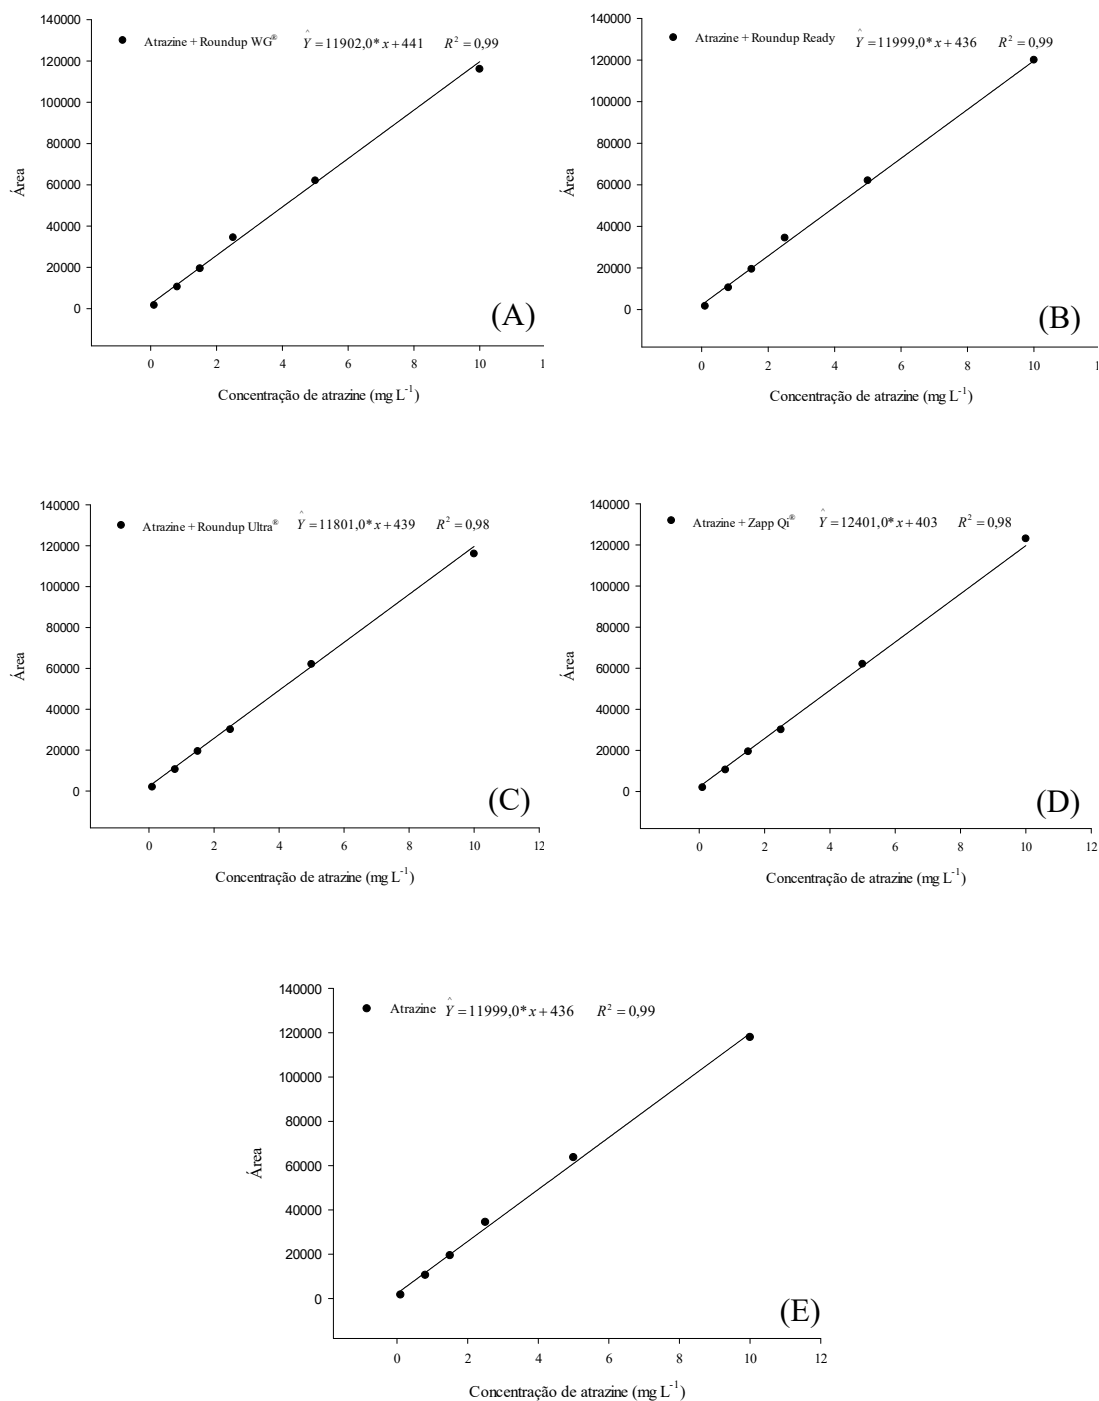 140000
120000
100000
80000
60000
40000
20000
0
Área
Atrazine + Roundup WG® Ŷ = 11902,0* x + 441 R² = 0,99
(A)
0 2 4 6 8 10 1
Concentração de atrazine (mg L⁻¹)
140000
120000
100000
80000
60000
40000
20000
0
Área
Atrazine + Roundup Ready Ŷ = 11999,0* x + 436 R² = 0,99
(B)
0 2 4 6 8 10 1
Concentração de atrazine (mg L⁻¹)
140000
120000
100000
80000
60000
40000
20000
0
Área
Atrazine + Roundup Ultra® Ŷ = 11801,0* x + 439 R² = 0,98
(C)
0 2 4 6 8 10 12
Concentração de atrazine (mg L⁻¹)
140000
120000
100000
80000
60000
40000
20000
0
Área
Atrazine + Zapp Qi® Ŷ = 12401,0* x + 403 R² = 0,98
(D)
0 2 4 6 8 10 12
Concentração de atrazine (mg L⁻¹)
140000
120000
100000
80000
60000
40000
20000
0
Área
Atrazine Ŷ = 11999,0* x + 436 R² = 0,99
(E)
0 2 4 6 8 10 12
Concentração de atrazine (mg L⁻¹)